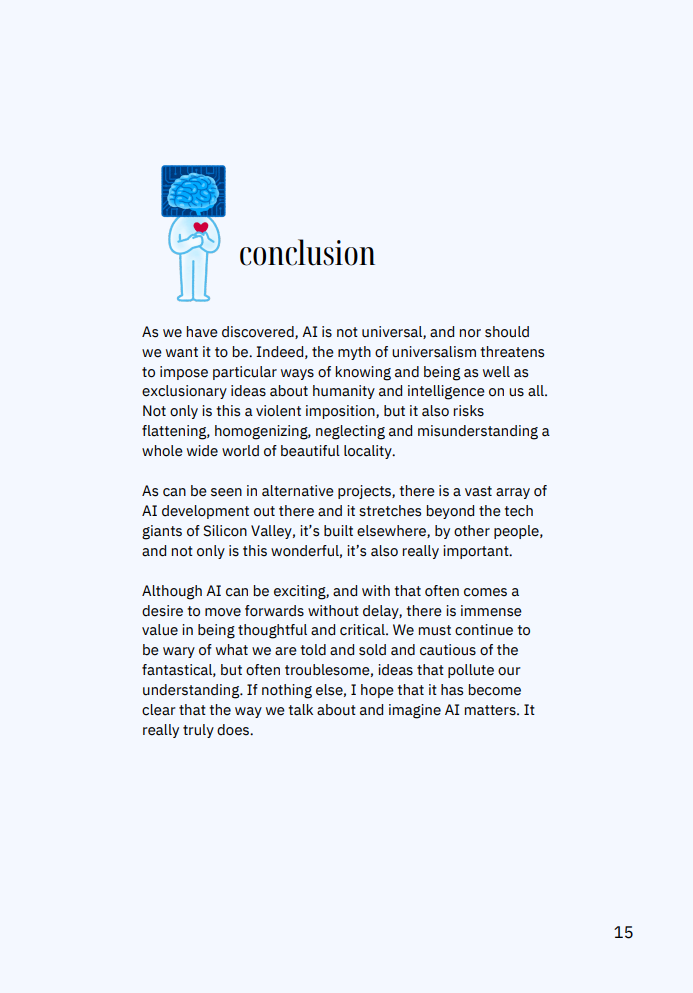 conclusion
As we have discovered, AI is not universal, and nor should
we want it to be. Indeed, the myth of universalism threatens
to impose particular ways of knowing and being as well as
exclusionary ideas about humanity and intelligence on us all.
Not only is this a violent imposition, but it also risks
flattening, homogenizing, neglecting and misunderstanding a
whole wide world of beautiful locality.
As can be seen in alternative projects, there is a vast array of
AI development out there and it stretches beyond the tech
giants of Silicon Valley, it’s built elsewhere, by other people,
and not only is this wonderful, it’s also really important.
Although AI can be exciting, and with that often comes a
desire to move forwards without delay, there is immense
value in being thoughtful and critical. We must continue to
be wary of what we are told and sold and cautious of the
fantastical, but often troublesome, ideas that pollute our
understanding. If nothing else, I hope that it has become
clear that the way we talk about and imagine AI matters. It
really truly does.
15